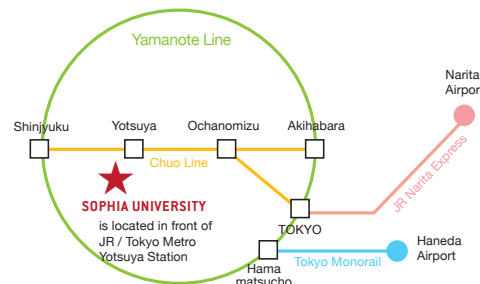 Yamanote Line
Narita
Airpor
Shinjyuku
Yotsuya
Ochanomizu
Akihabara
Chuo Line
JR Narita Express
SOPHIA UNIVERSITY
is located in front of
JR / Tokyo Metro
Yotsuya Station
TOKYO
Haneda
Airport
Tokyo Monorail
Hama
matsucho